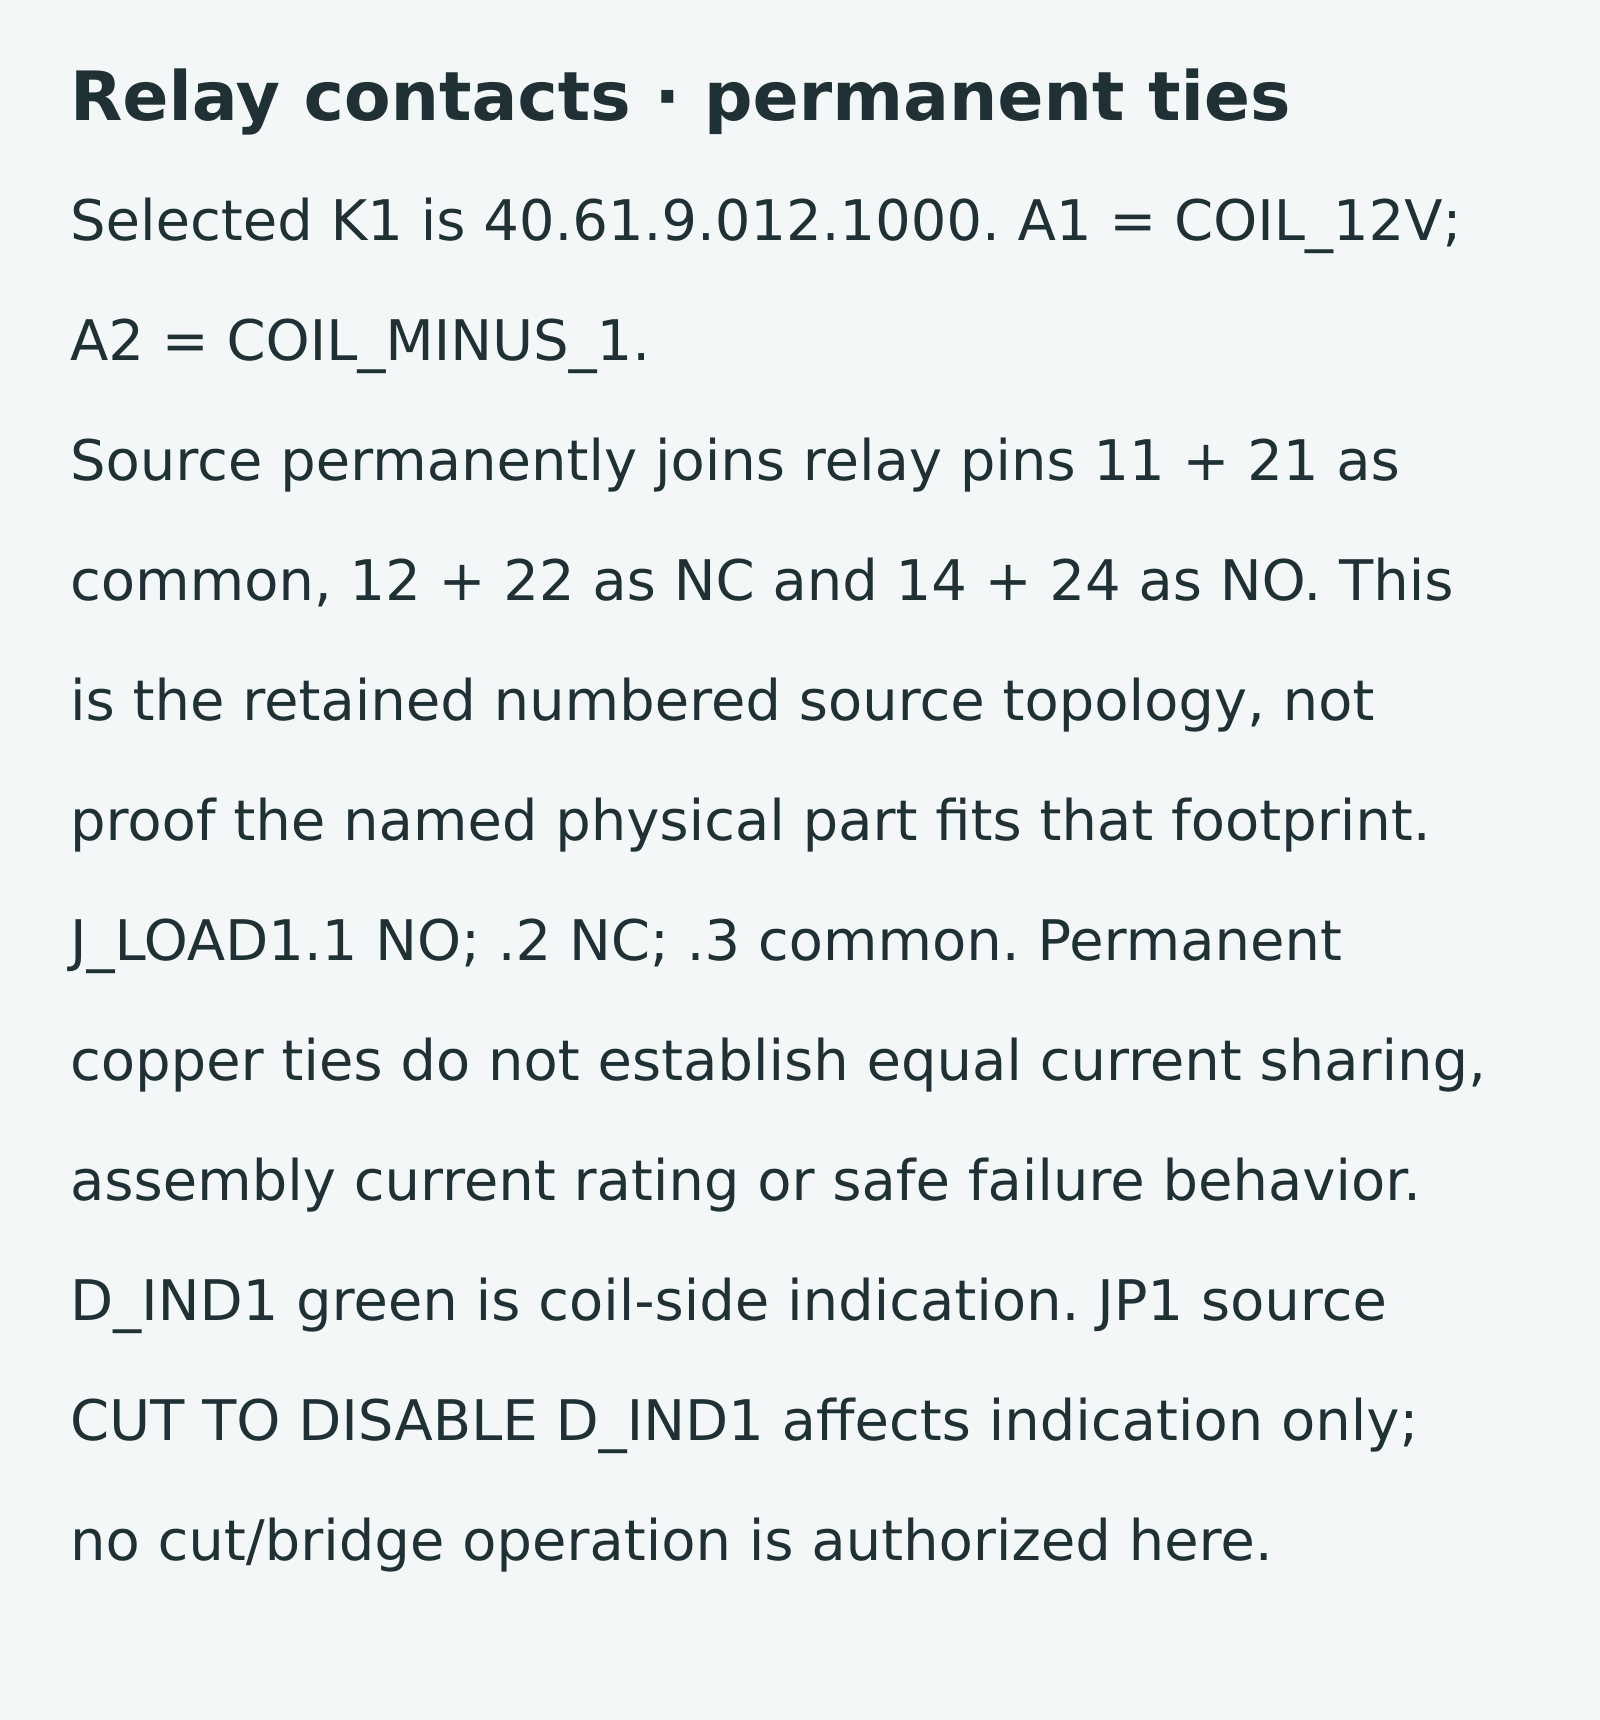 Relay contacts · permanent ties
Selected K1 is 40.61.9.012.1000. A1 = COIL_12V;
A2 = COIL_MINUS_1.
Source permanently joins relay pins 11 + 21 as
common, 12 + 22 as NC and 14 + 24 as NO. This
is the retained numbered source topology, not
proof the named physical part fits that footprint.
J_LOAD1.1 NO; .2 NC; .3 common. Permanent
copper ties do not establish equal current sharing,
assembly current rating or safe failure behavior.
D_IND1 green is coil-side indication. JP1 source
CUT TO DISABLE D_IND1 affects indication only;
no cut/bridge operation is authorized here.